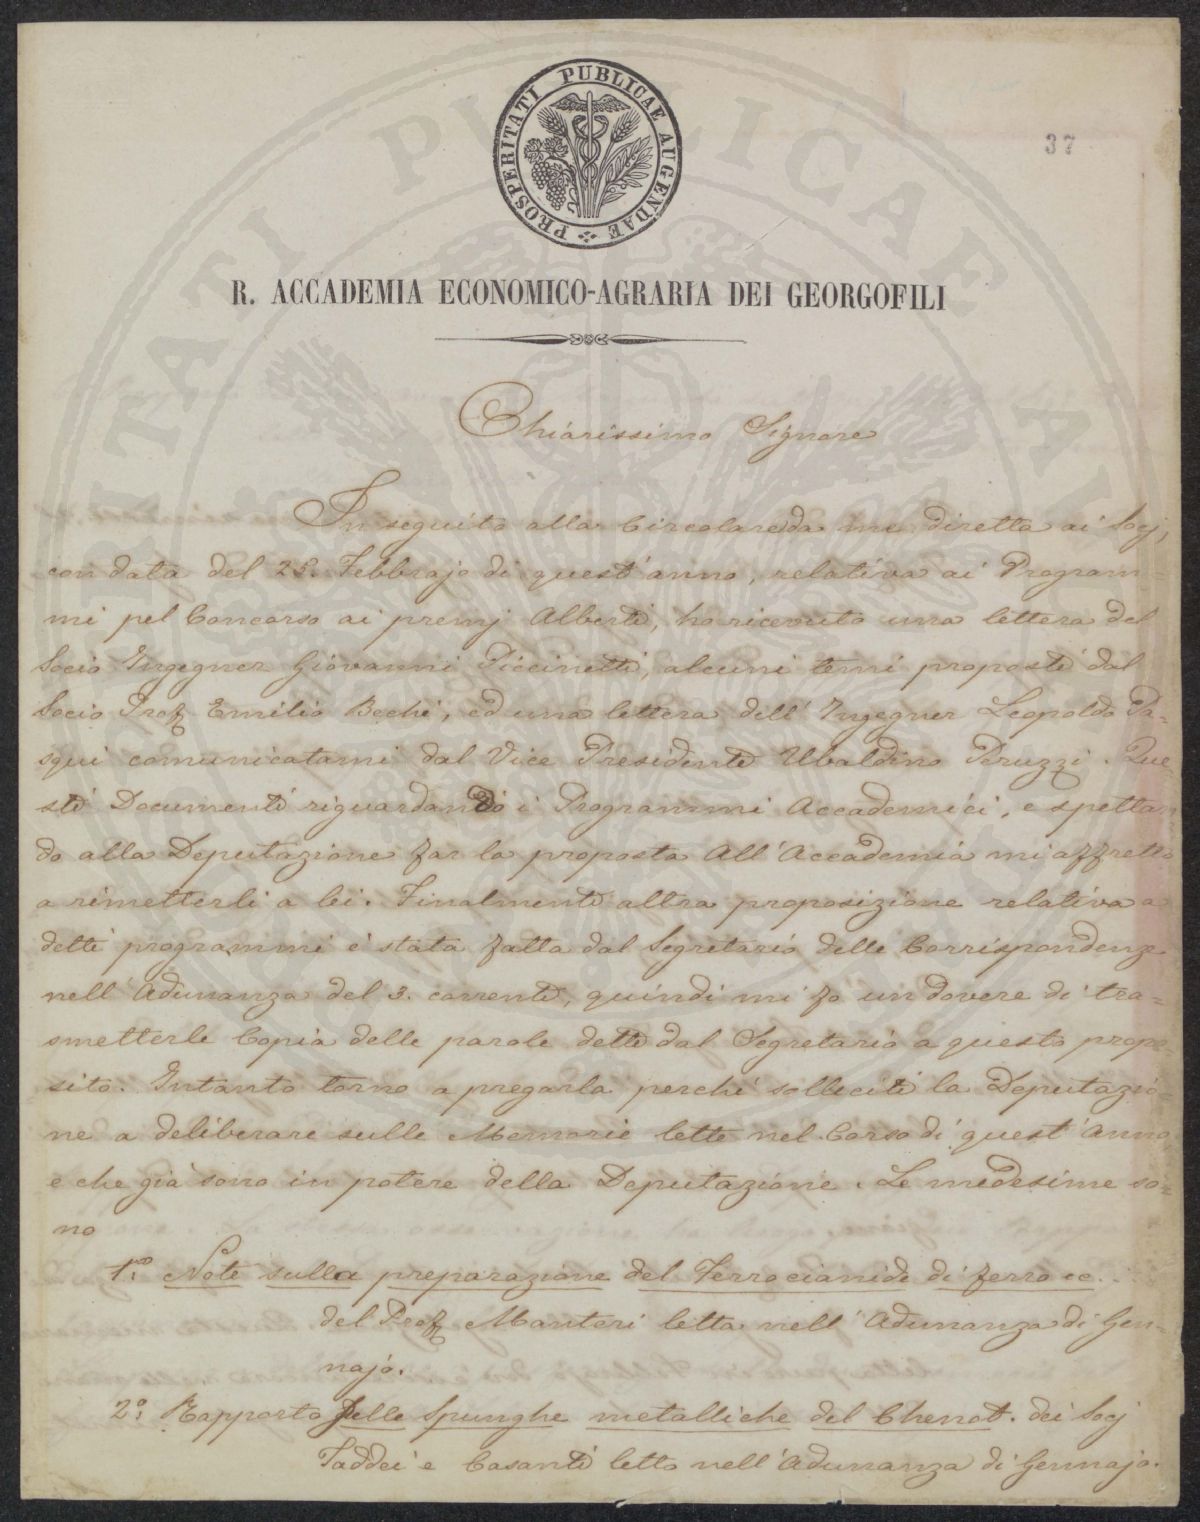 PROSPERITATI PUBLICAE AUGENDAE
37
R. ACCADEMIA ECONOMICO-AGRARIA DEI GEORGOFILI
Chiarissimo Signore
In seguito alla Circolare da me diretta ai Socj,
con data del 25. Febbrajo di quest'anno, relativa ai Program-
mi pel Concorso ai premj Alberti, ho ricevuto una lettera del
Socio Ingegner Giovanni Piccinetti, alcuni temi proposti dal
Socio Prof. Emilio Bechi, ed una lettera dell'Ingegner Leopoldo Pa-
squi comunicatami dal Vice Presidente Ubaldino Peruzzi. Que-
sti Documenti riguardando i Programmi Accademici, e spettan-
do alla Deputazione far la proposta All'Accademia mi affretto
a rimetterli a lei. Finalmente altra proposizione relativa a
detti programmi è stata fatta dal Segretario delle Corrispondenze
nell'Adunanza del 3. corrente, quindi mi fo un dovere di tra=
smetterle Copia delle parole dette dal Segretario a questo propo-
sito. Intanto torno a pregarla perché solleciti la Deputazio-
ne a deliberare sulle Memorie lette nel Corso di quest'Anno
e che già sono in potere della Deputazione. Le medesime so=
no
1.° Note sulla preparazione del Ferrocianide di ferro ec.
del Prof. Manteri letta nell'Adunanza di Gen-
najo.
2.° Rapporto Delle Spunghe metalliche del Chenot. dei Socj
Taddei e Casanti letto nell'Adunanza di Gennajo.